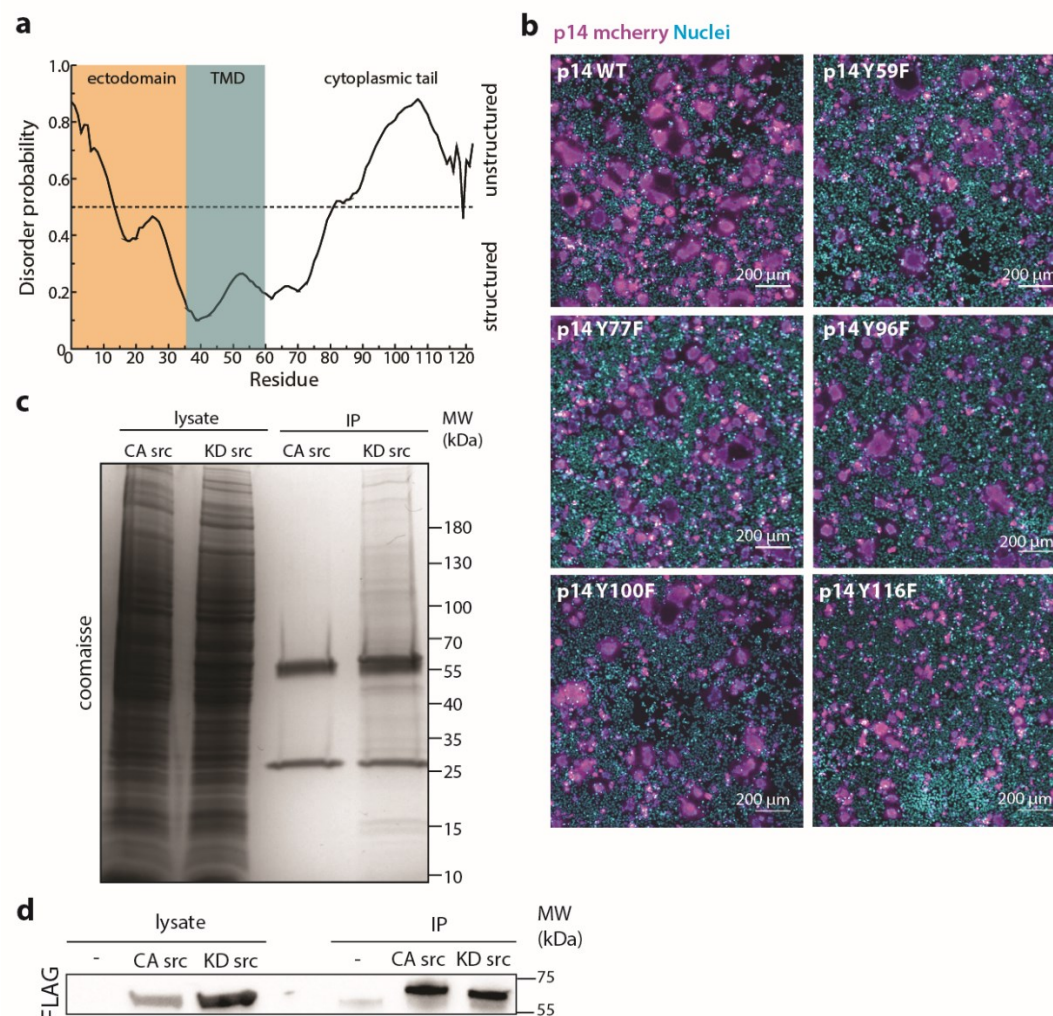 a
ectodomain TMD cytoplasmic tail
Disorder probability
1.0
0.8
0.6
0.4
0.2
0
unstructured
structured
0 10 20 30 40 50 60 70 80 90 100 110 120
Residue
b
p14 mcherry Nuclei
p14 WT
200 µm
p14 Y59F
200 µm
p14 Y77F
200 µm
p14 Y96F
200 µm
p14 Y100F
200 µm
p14 Y116F
200 µm
c
lysate IP MW
(kDa)
CA src KD src CA src KD src
coomaisse
180
130
100
70
55
40
35
25
15
10
d
lysate IP MW
(kDa)
- CA src KD src - CA src KD src
FLAG
75
55